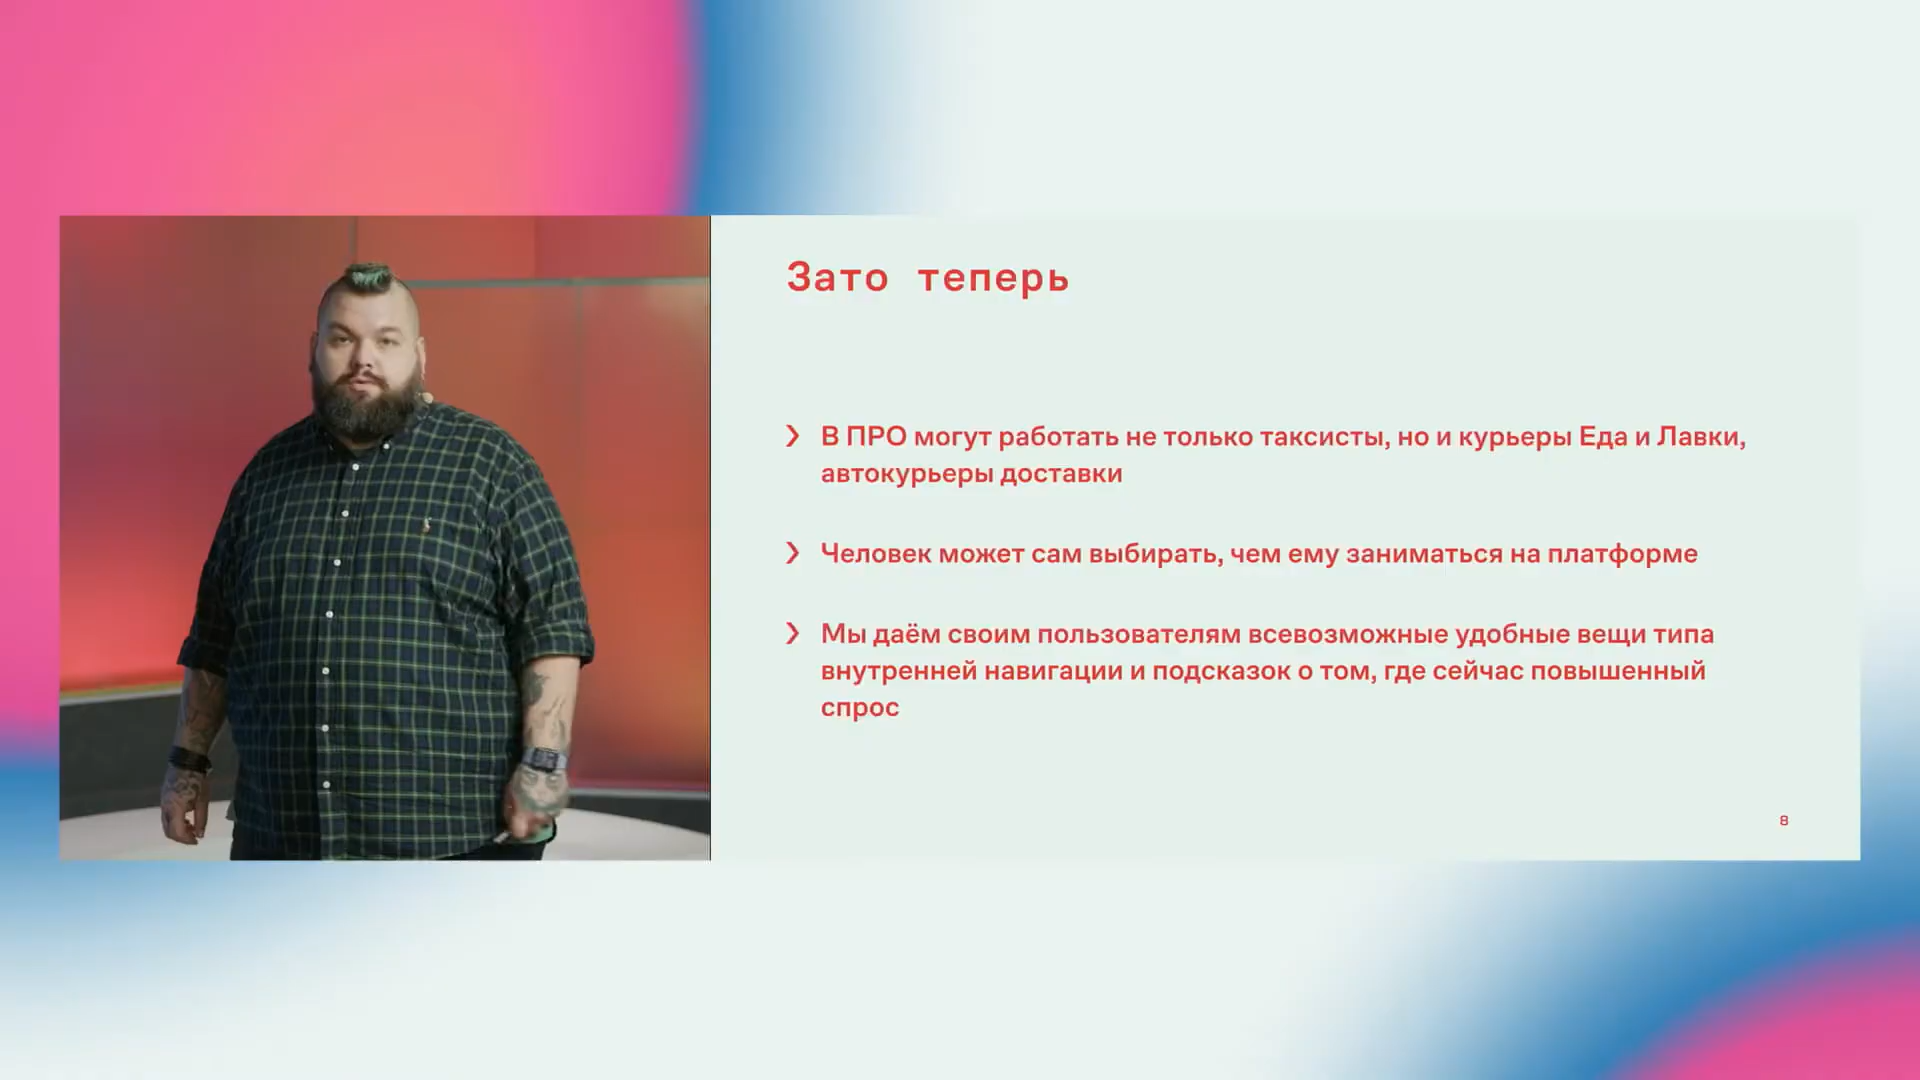 Зато теперь
❯ В ПРО могут работать не только таксисты, но и курьеры Еда и Лавки,
автокурьеры доставки
❯ Человек может сам выбирать, чем ему заниматься на платформе
❯ Мы даём своим пользователям всевозможные удобные вещи типа
внутренней навигации и подсказок о том, где сейчас повышенный
спрос
8